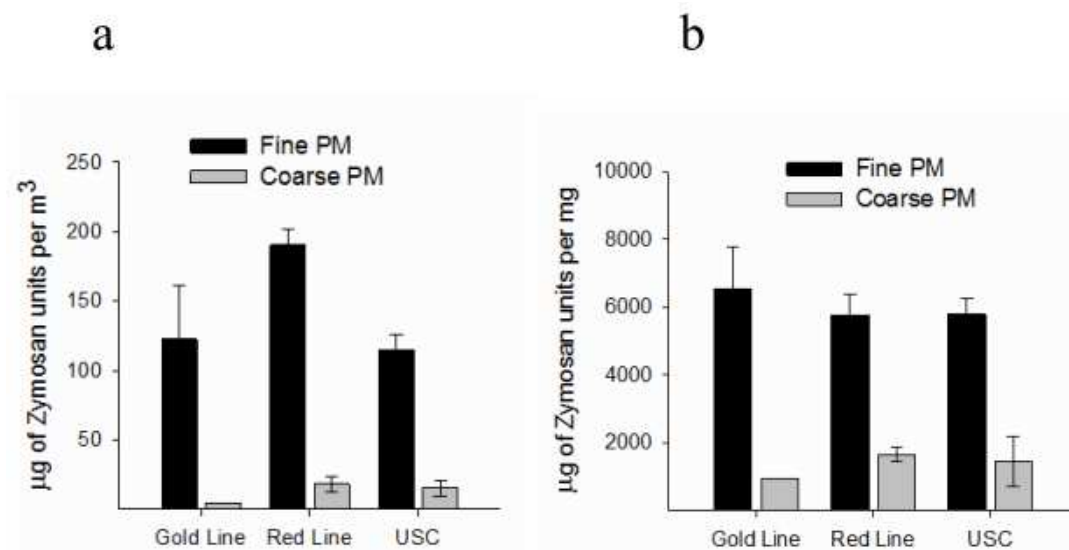 a
b
Fine PM
Coarse PM
μg of Zymosan units per m³
250
200
150
100
50
Gold Line
Red Line
USC
Fine PM
Coarse PM
μg of Zymosan units per mg
10000
8000
6000
4000
2000
Gold Line
Red Line
USC